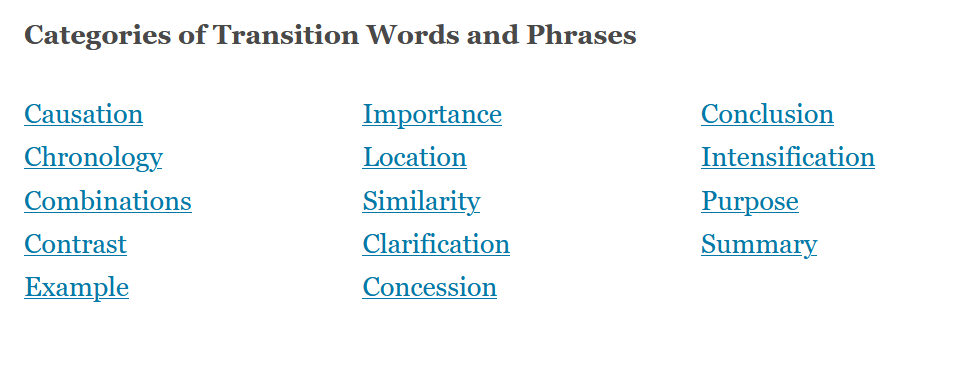 Categories of Transition Words and Phrases
Causation
Chronology
Combinations
Contrast
Example
Importance
Location
Similarity
Clarification
Concession
Conclusion
Intensification
Purpose
Summary